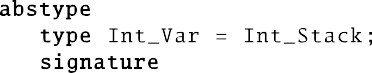 abstype
type Int_Var = Int_Stack;
signature